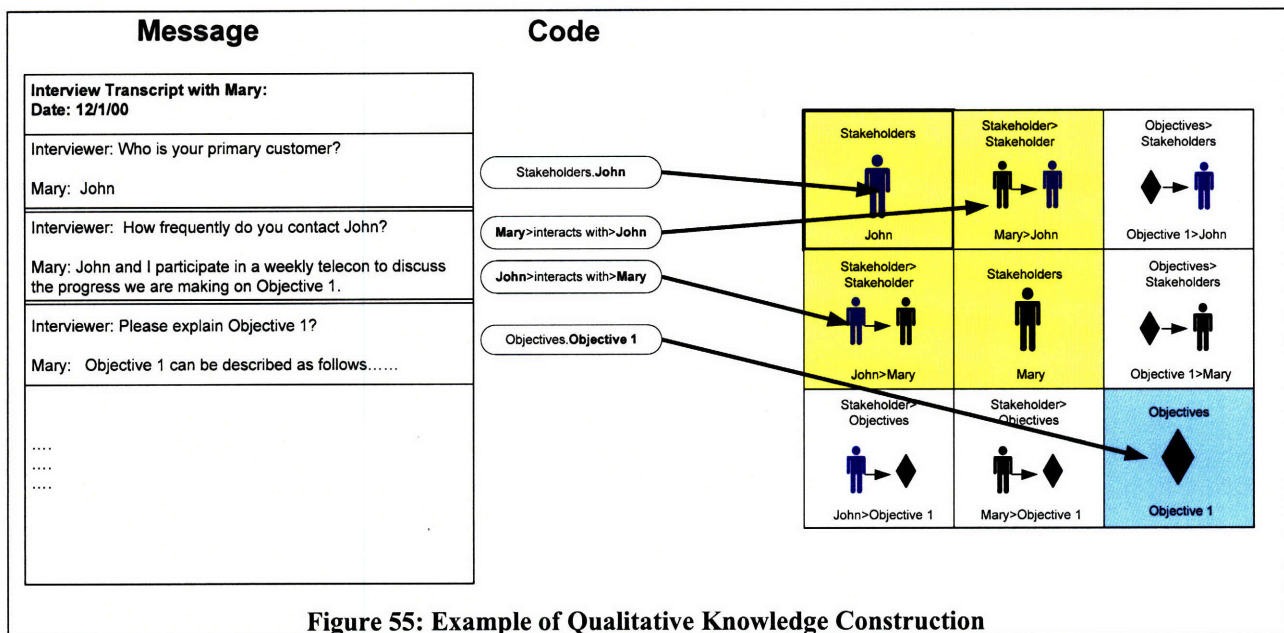 Message
Code
Interview Transcript with Mary:
Date: 12/1/00
Interviewer: Who is your primary customer?
Mary: John
Interviewer: How frequently do you contact John?
Mary: John and I participate in a weekly telecon to discuss
the progress we are making on Objective 1.
Interviewer: Please explain Objective 1?
Mary: Objective 1 can be described as follows……
....
....
....
Stakeholders.John
Mary>interacts with>John
John>interacts with>Mary
Objectives.Objective 1
Stakeholders
John
Stakeholder>
Stakeholder
Mary>John
Objectives>
Stakeholders
Objective 1>John
Stakeholder>
Stakeholder
John>Mary
Stakeholders
Mary
Objectives>
Stakeholders
Objective 1>Mary
Stakeholder>
Objectives
John>Objective 1
Stakeholder>
Objectives
Mary>Objective 1
Objectives
Objective 1
Figure 55: Example of Qualitative Knowledge Construction